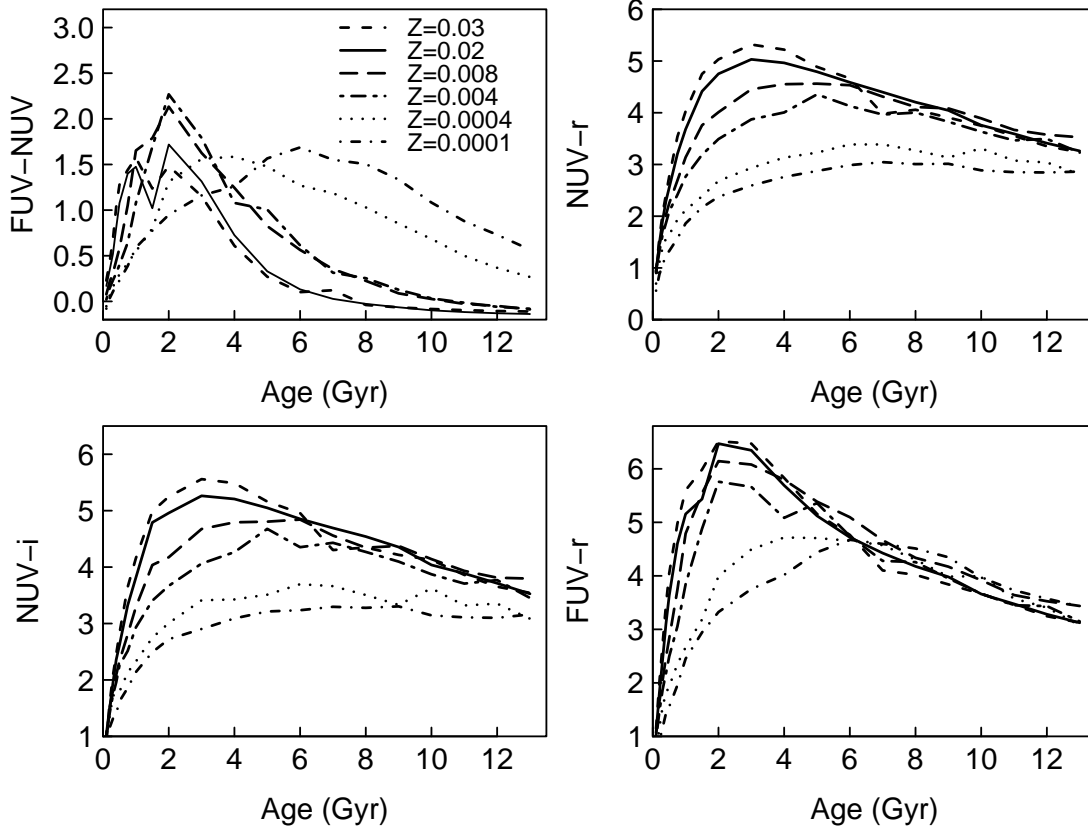 3.0
2.5
2.0
1.5
1.0
0.5
0.0
FUV−NUV
Z=0.03
Z=0.02
Z=0.008
Z=0.004
Z=0.0004
Z=0.0001
0 2 4 6 8 10 12
Age (Gyr)
6
5
4
3
2
1
0
NUV−r
0 2 4 6 8 10 12
Age (Gyr)
6
5
4
3
2
1
NUV−i
0 2 4 6 8 10 12
Age (Gyr)
6
5
4
3
2
1
FUV−r
0 2 4 6 8 10 12
Age (Gyr)